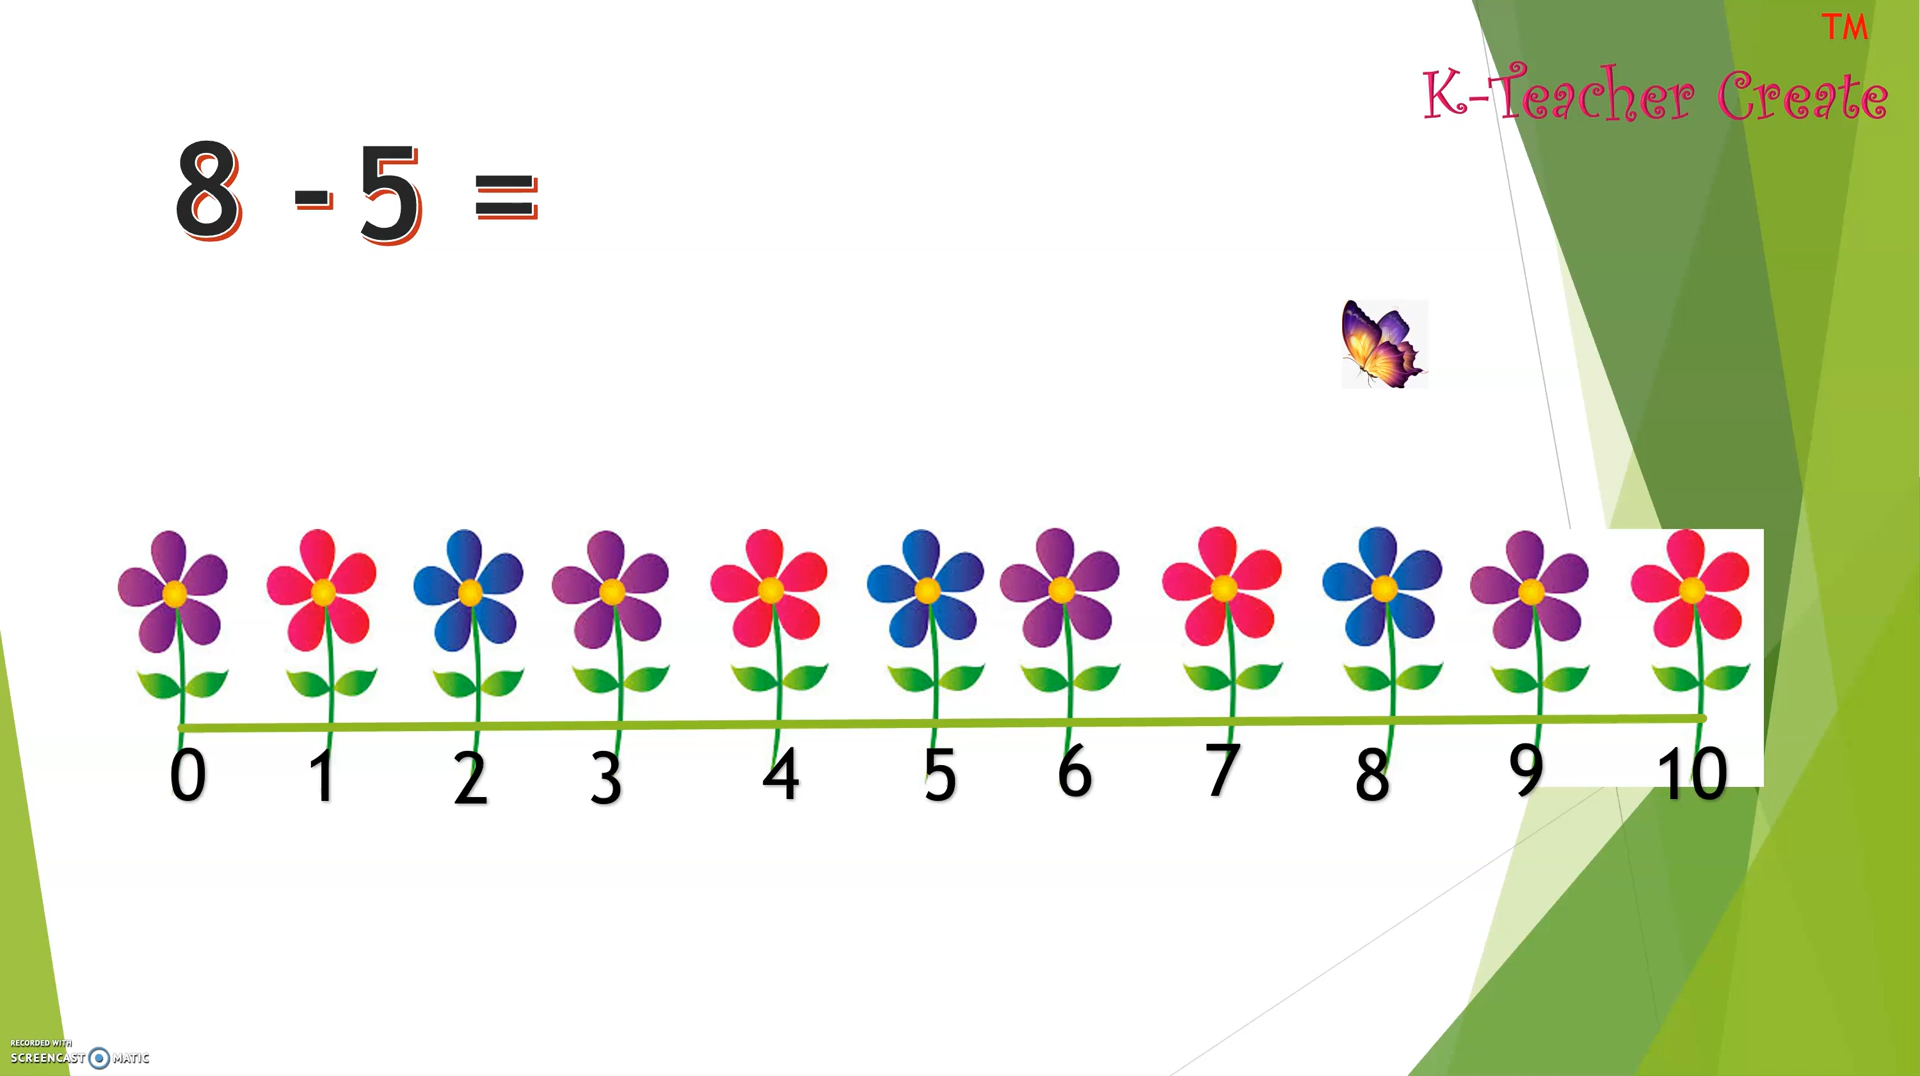 TM
K-Teacher Create
8 - 5 =
0 1 2 3 4 5 6 7 8 9 10
RECORDED WITH
SCREENCAST MATIC